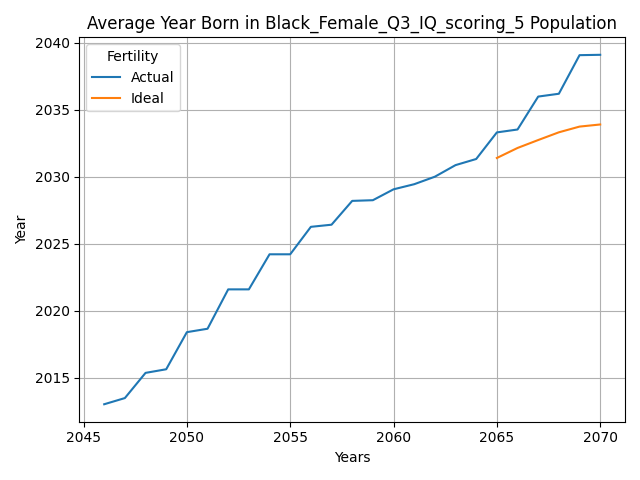 Average Year Born in Black_Female_Q3_IQ_scoring_5 Population
Fertility
Actual
Ideal
2040
2035
2030
2025
2020
2015
Year
2045 2050 2055 2060 2065 2070
Years